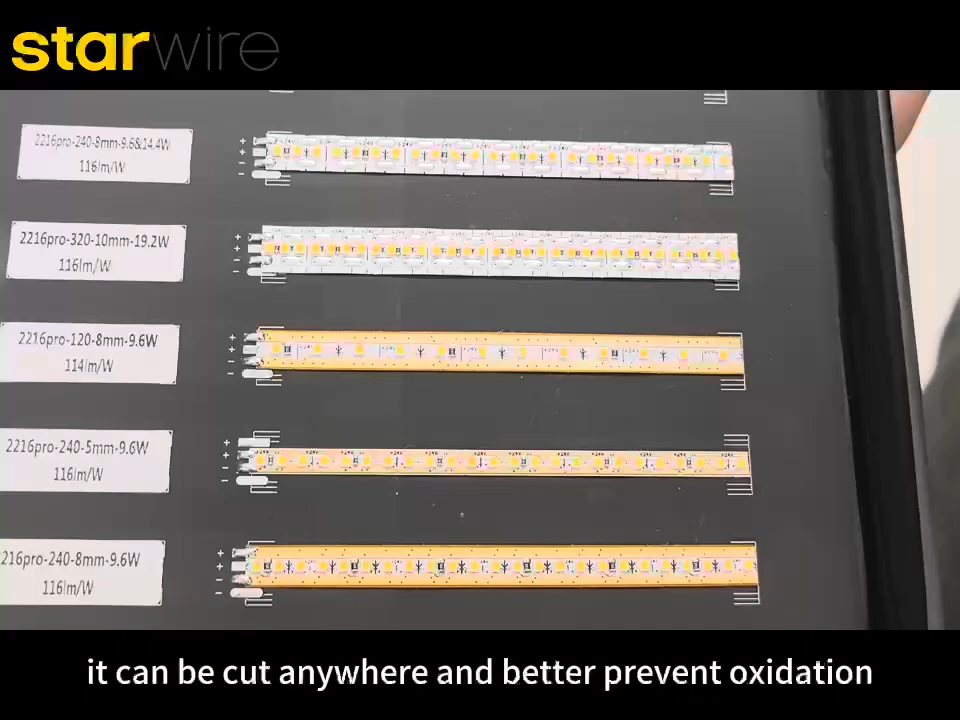 starwire
2216pro-240-8mm-9.6&14.4W
116lm/W
2216pro-320-10mm-19.2W
116lm/W
2216pro-120-8mm-9.6W
114lm/W
2216pro-240-5mm-9.6W
116lm/W
216pro-240-8mm-9.6W
116lm/W
it can be cut anywhere and better prevent oxidation